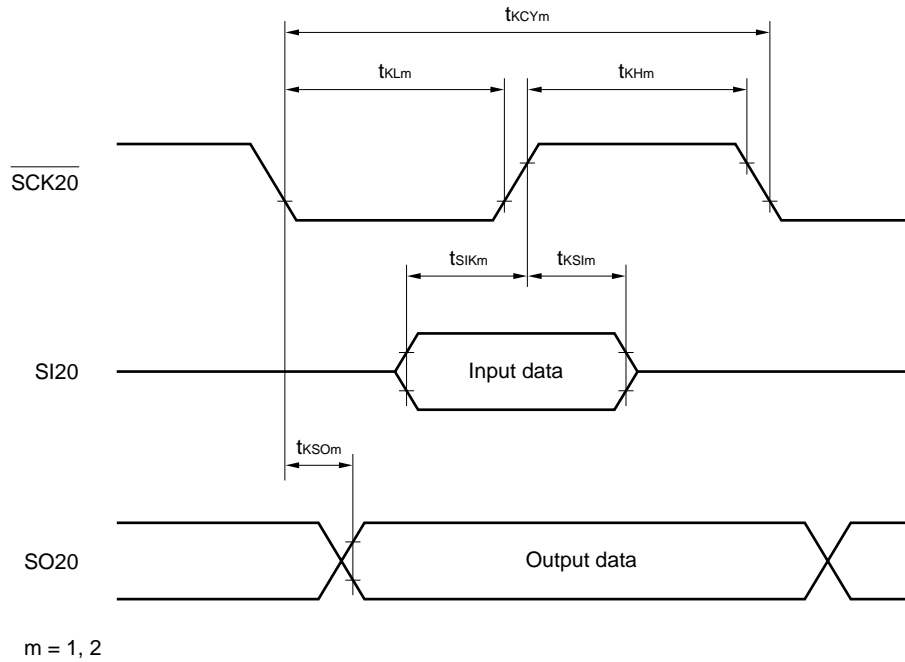 tKCYm
tKLm
tKHm
SCK20
tSIKm
tKSIm
SI20
Input data
tKSOm
SO20
Output data
m = 1, 2